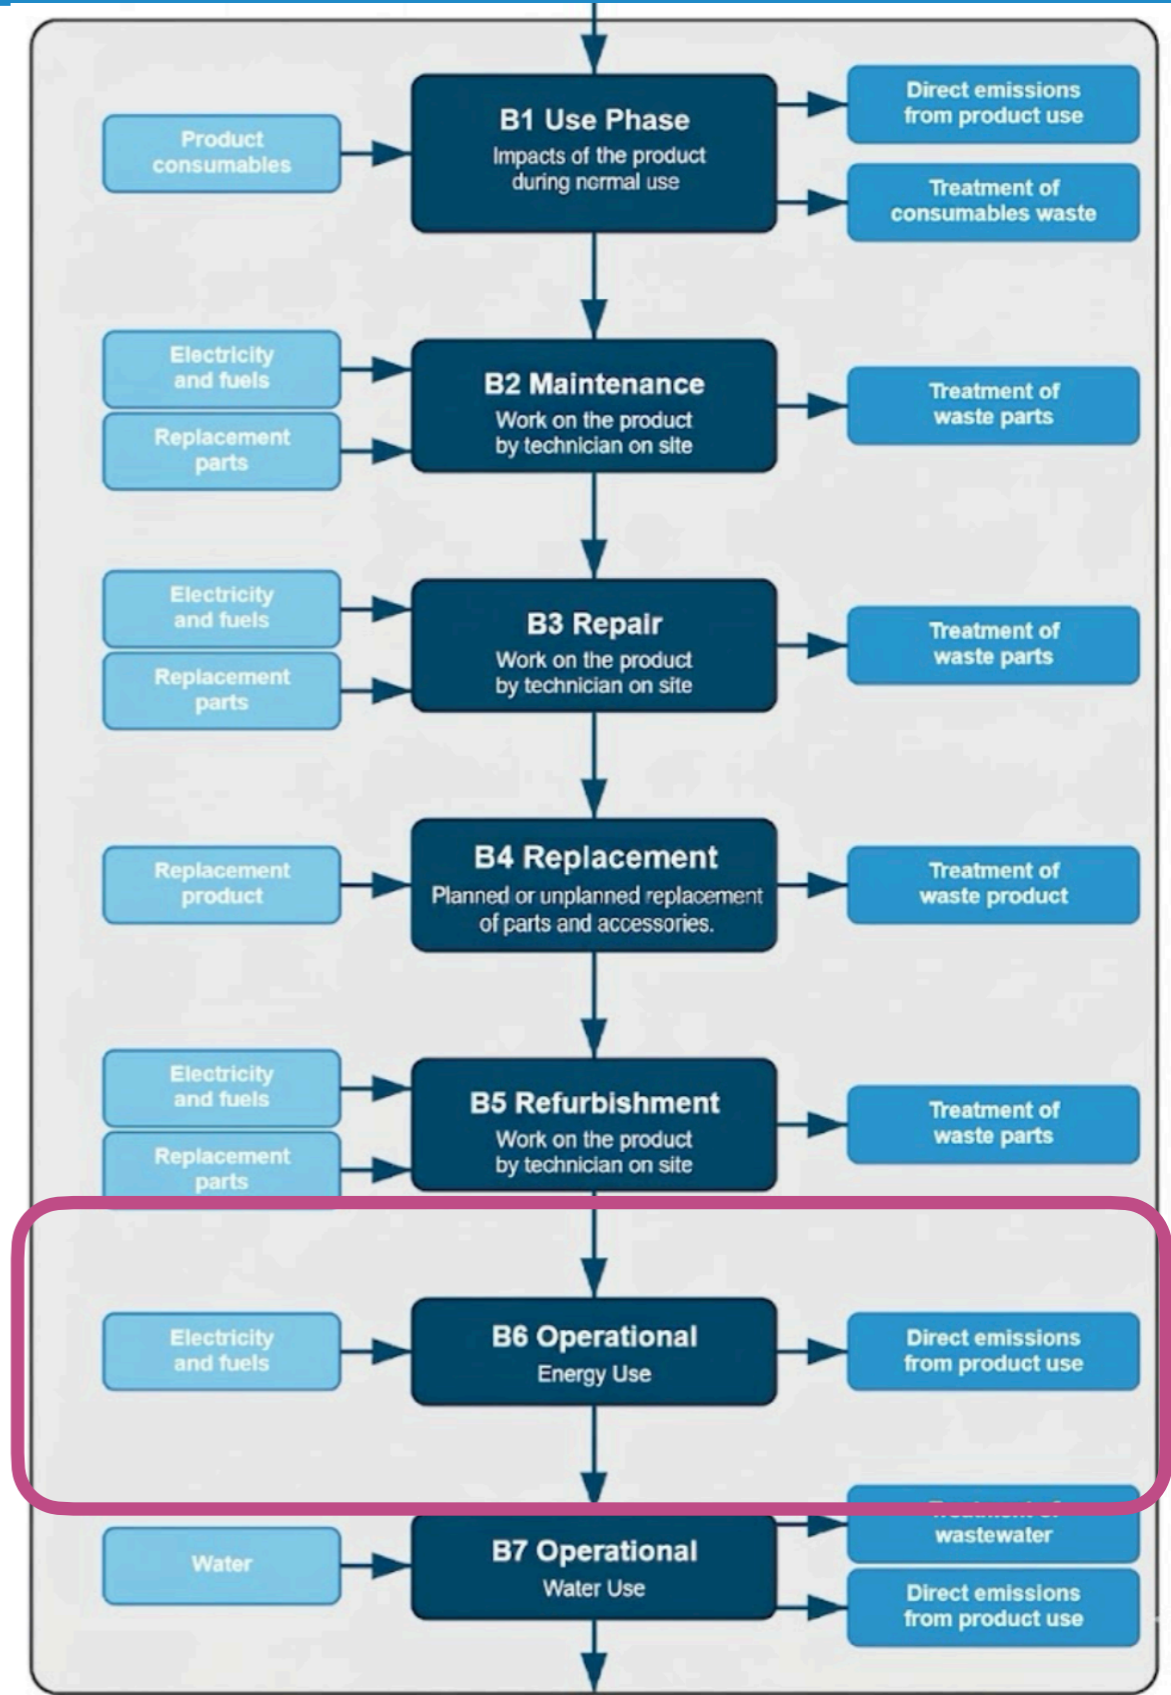 Product
consumables
B1 Use Phase
Impacts of the product
during normal use
Direct emissions
from product use
Treatment of
consumables waste
Electricity
and fuels
Replacement
parts
B2 Maintenance
Work on the product
by technician on site
Treatment of
waste parts
Electricity
and fuels
Replacement
parts
B3 Repair
Work on the product
by technician on site
Treatment of
waste parts
Replacement
product
B4 Replacement
Planned or unplanned replacement
of parts and accessories.
Treatment of
waste product
Electricity
and fuels
Replacement
parts
B5 Refurbishment
Work on the product
by technician on site
Treatment of
waste parts
Electricity
and fuels
B6 Operational
Energy Use
Direct emissions
from product use
Water
B7 Operational
Water Use
Treatment of
wastewater
Direct emissions
from product use